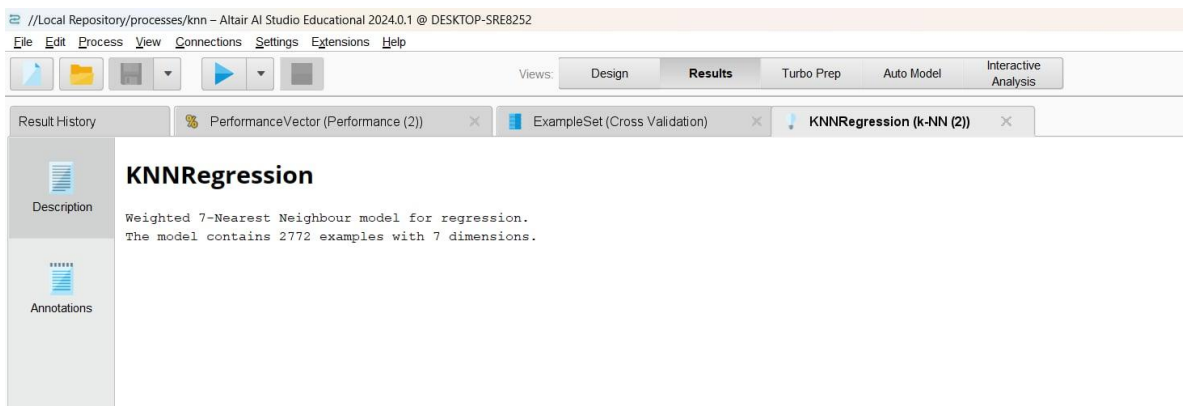 //Local Repository/processes/knn – Altair AI Studio Educational 2024.0.1 @ DESKTOP-SRE8252
File Edit Process View Connections Settings Extensions Help
Views: Design Results Turbo Prep Auto Model Interactive Analysis
Result History PerformanceVector (Performance (2)) ExampleSet (Cross Validation) KNNRegression (k-NN (2))
KNNRegression
Description
Weighted 7-Nearest Neighbour model for regression.
The model contains 2772 examples with 7 dimensions.
Annotations